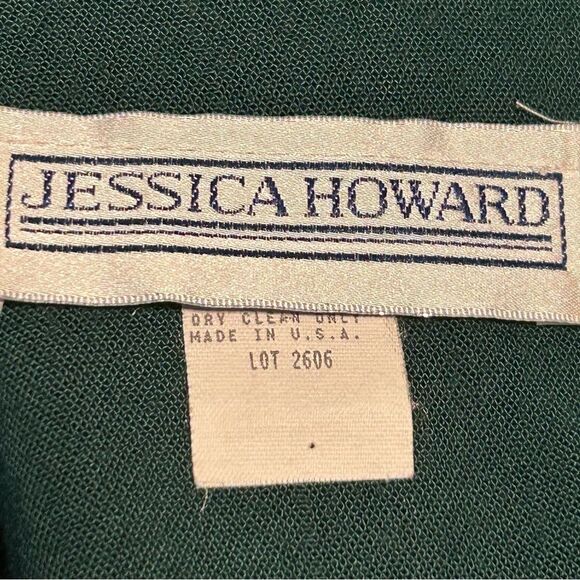 JESSICA HOWARD
DRY CLEAN ONLY
MADE IN U.S.A.
LOT 2606